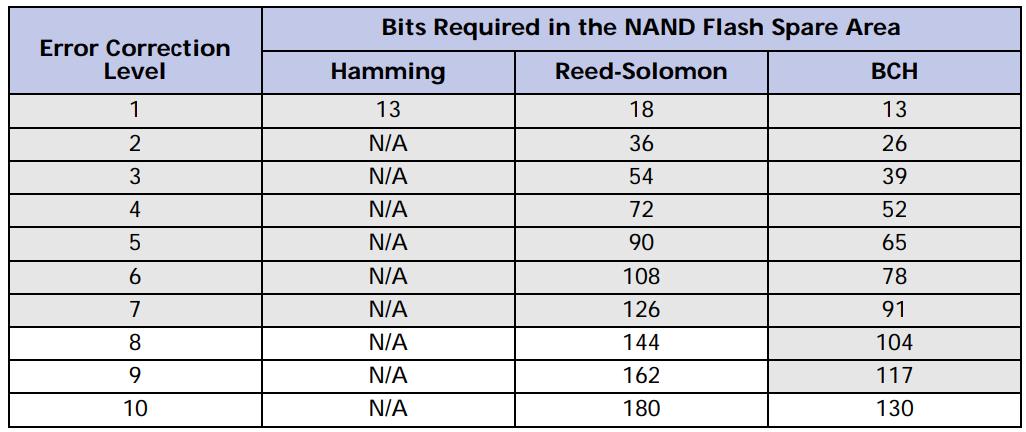 Error Correction Level Bits Required in the NAND Flash Spare Area
Hamming Reed-Solomon BCH
1 13 18 13
2 N/A 36 26
3 N/A 54 39
4 N/A 72 52
5 N/A 90 65
6 N/A 108 78
7 N/A 126 91
8 N/A 144 104
9 N/A 162 117
10 N/A 180 130